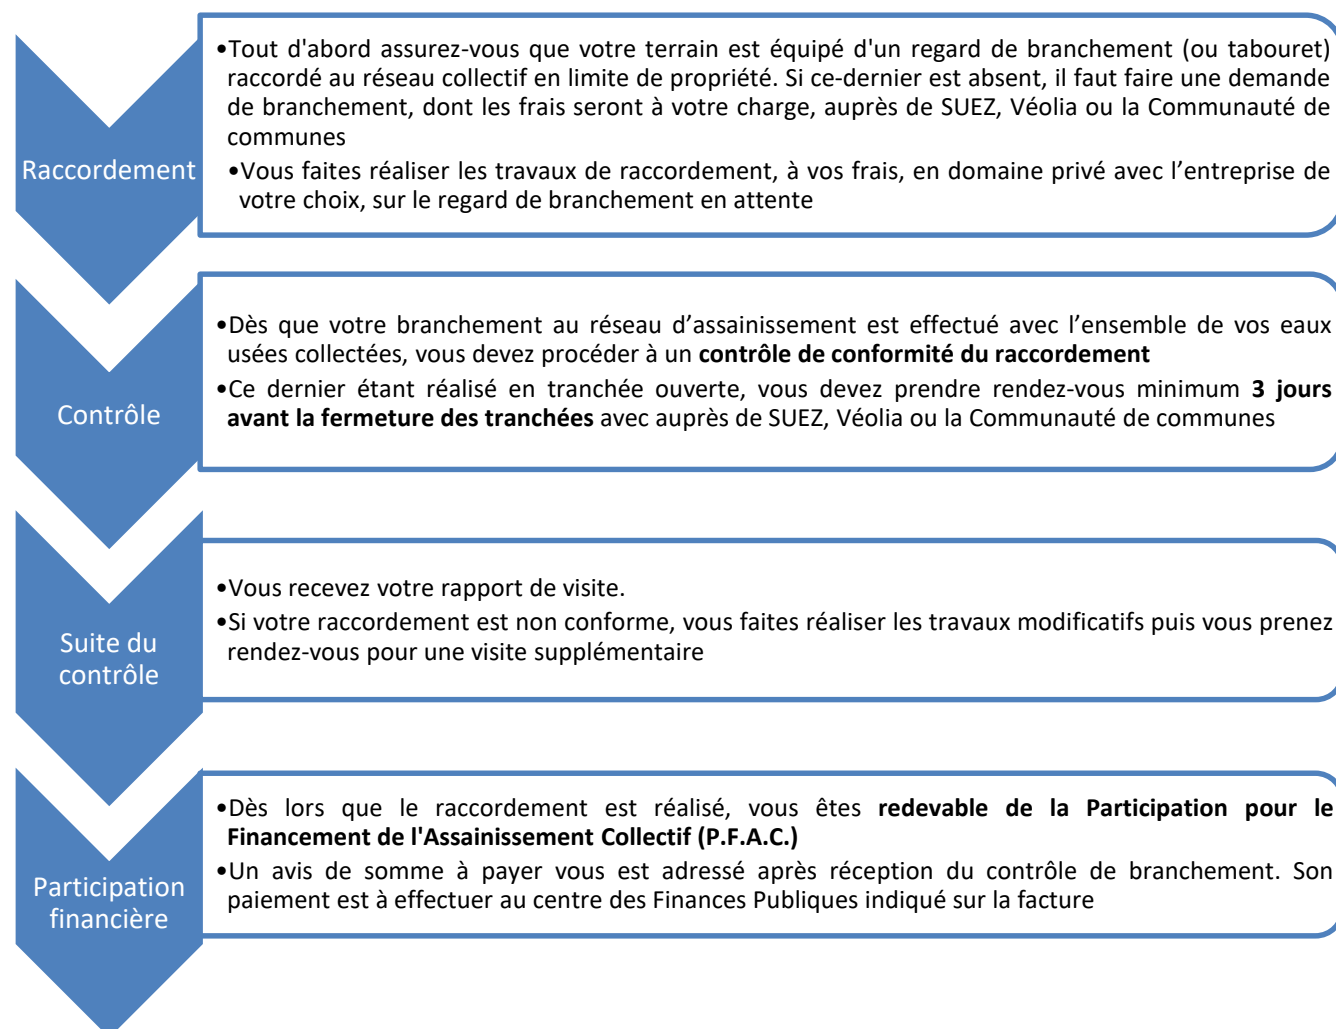 Raccordement
•Tout d'abord assurez-vous que votre terrain est équipé d'un regard de branchement (ou tabouret)
raccordé au réseau collectif en limite de propriété. Si ce-dernier est absent, il faut faire une demande
de branchement, dont les frais seront à votre charge, auprès de SUEZ, Véolia ou la Communauté de
communes
•Vous faites réaliser les travaux de raccordement, à vos frais, en domaine privé avec l’entreprise de
votre choix, sur le regard de branchement en attente
Contrôle
•Dès que votre branchement au réseau d’assainissement est effectué avec l’ensemble de vos eaux
usées collectées, vous devez procéder à un contrôle de conformité du raccordement
•Ce dernier étant réalisé en tranchée ouverte, vous devez prendre rendez-vous minimum 3 jours
avant la fermeture des tranchées avec auprès de SUEZ, Véolia ou la Communauté de communes
Suite du
contrôle
•Vous recevez votre rapport de visite.
•Si votre raccordement est non conforme, vous faites réaliser les travaux modificatifs puis vous prenez
rendez-vous pour une visite supplémentaire
Participation
financière
•Dès lors que le raccordement est réalisé, vous êtes redevable de la Participation pour le
Financement de l'Assainissement Collectif (P.F.A.C.)
•Un avis de somme à payer vous est adressé après réception du contrôle de branchement. Son
paiement est à effectuer au centre des Finances Publiques indiqué sur la facture